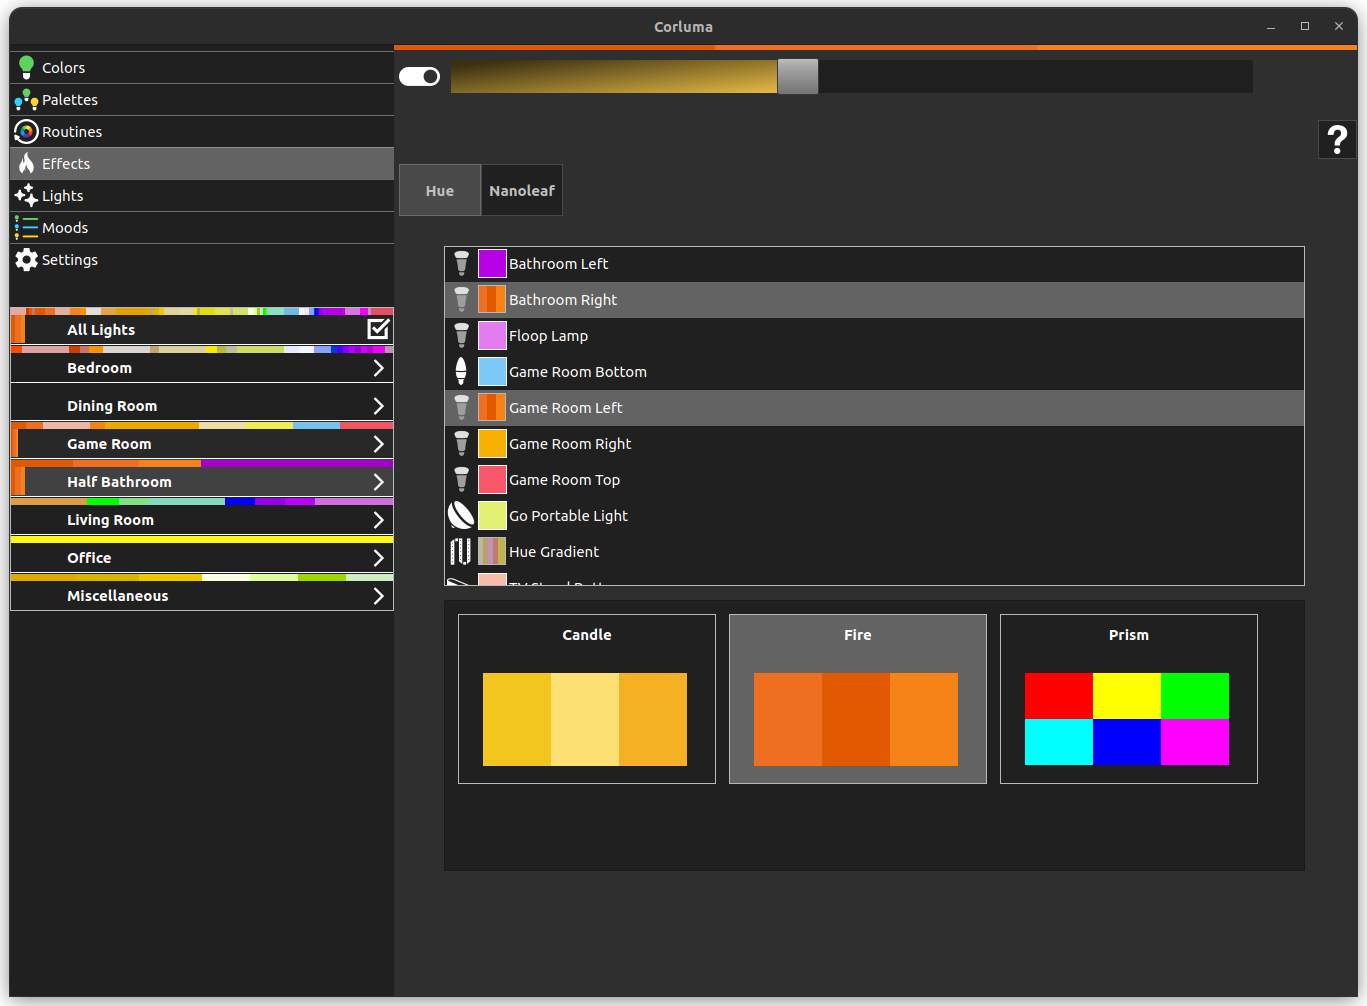 Corluma
Colors
Palettes
Routines
Effects
Lights
Moods
Settings
All Lights
Bedroom
Dining Room
Game Room
Half Bathroom
Living Room
Office
Miscellaneous
?
Hue
Nanoleaf
Bathroom Left
Bathroom Right
Floop Lamp
Game Room Bottom
Game Room Left
Game Room Right
Game Room Top
Go Portable Light
Hue Gradient
Candle
Fire
Prism